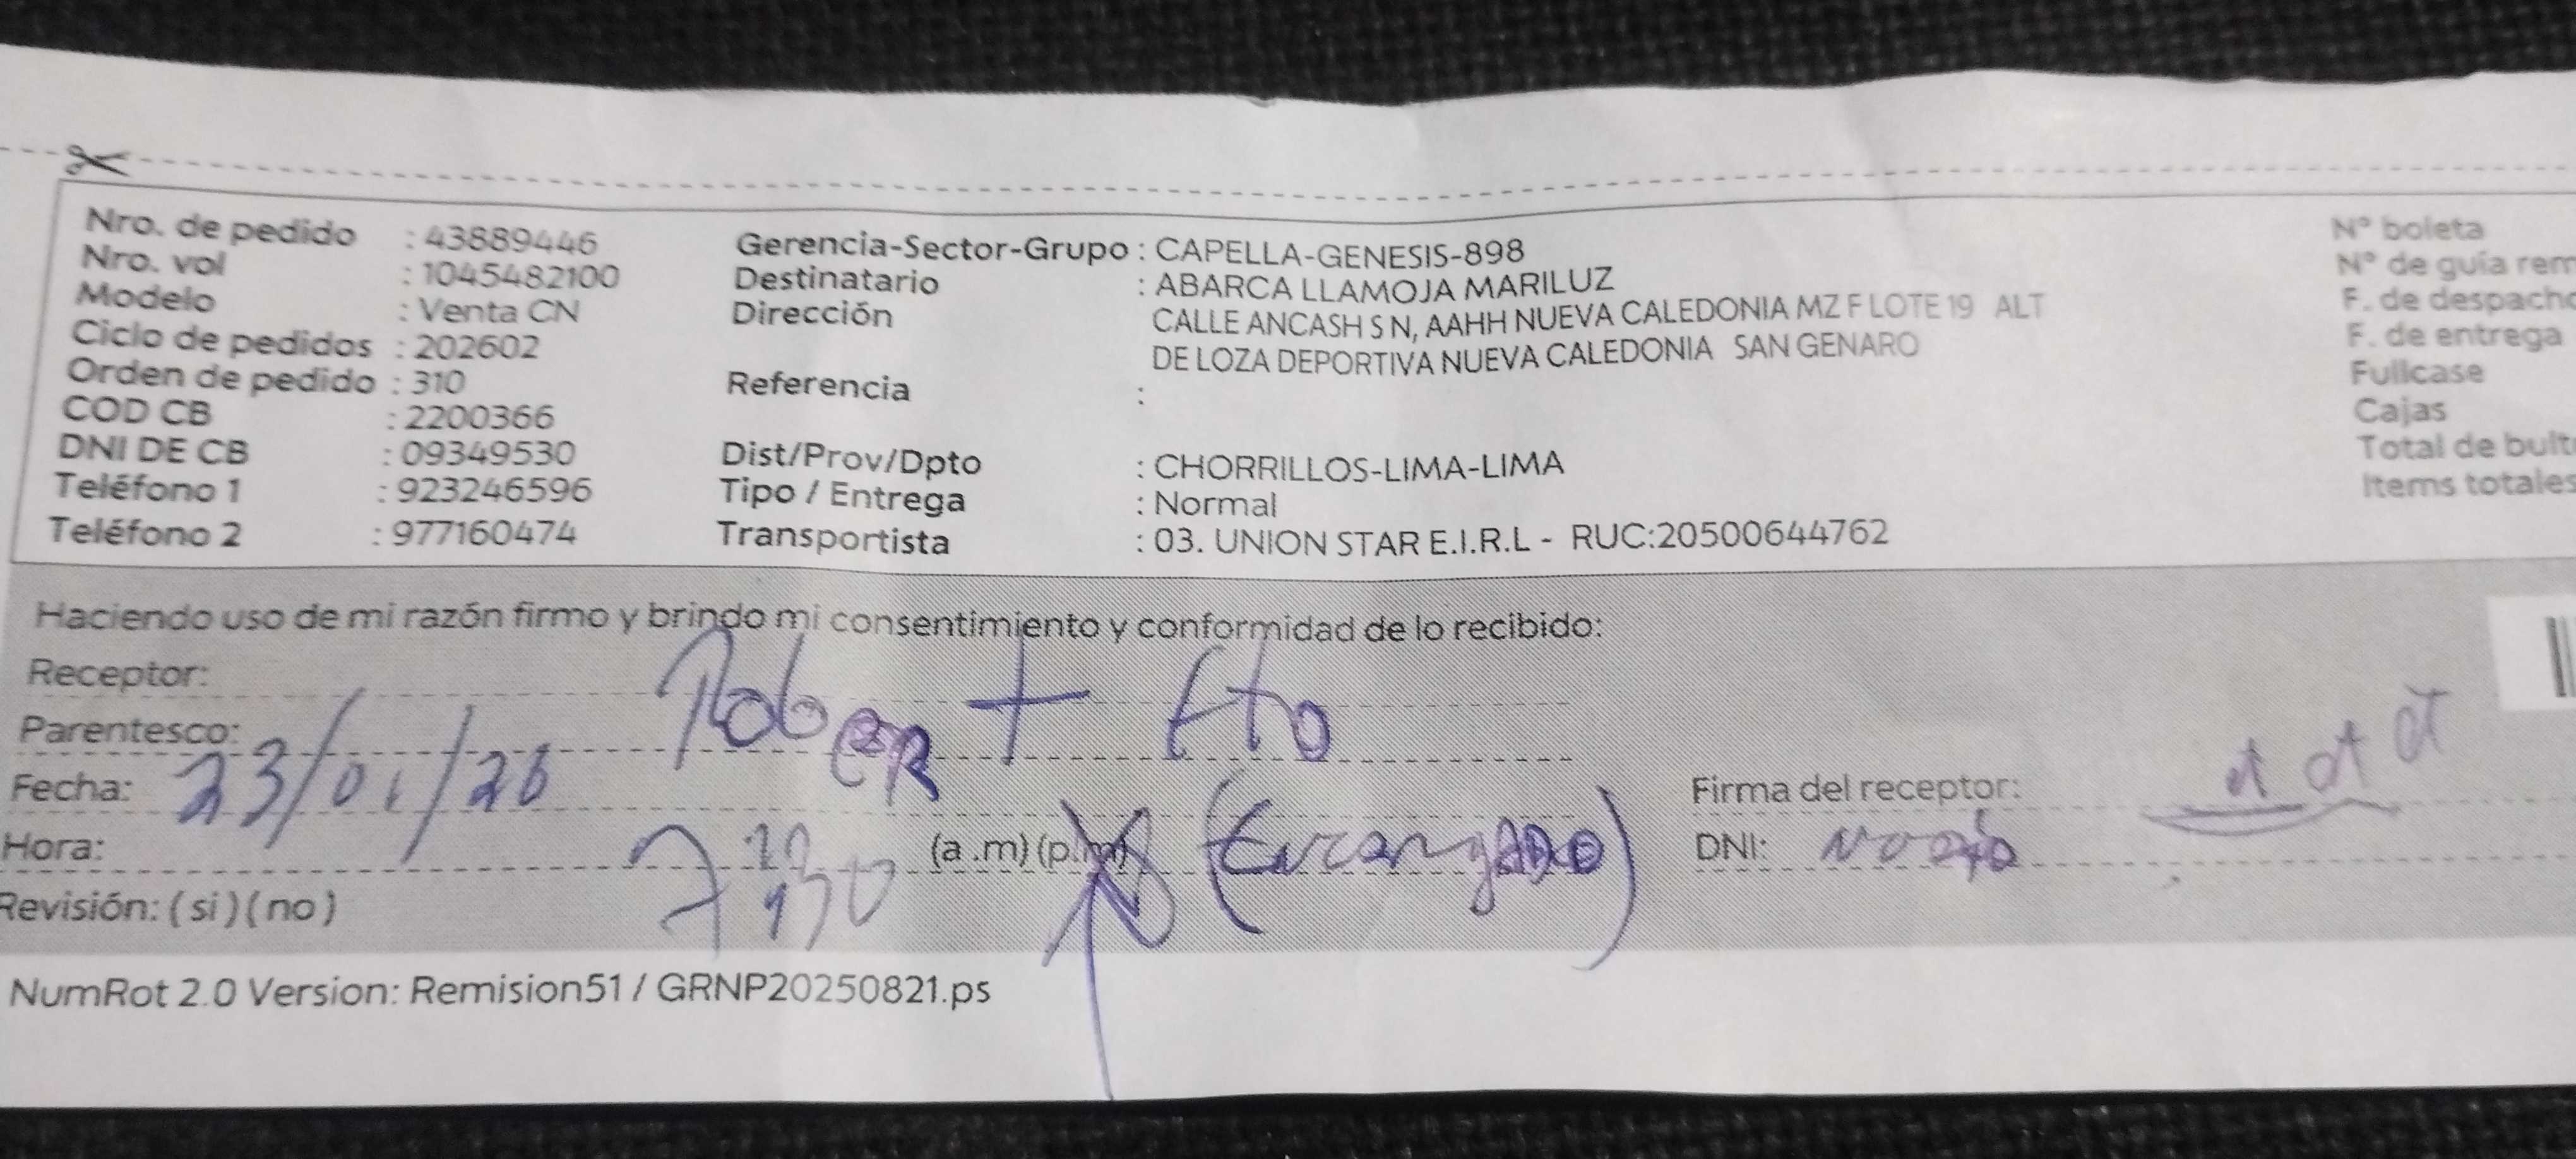 Nro. de pedido : 43889446
Nro. vol : 1045482100
Modelo : Venta CN
Ciclo de pedidos : 202602
Orden de pedido : 310
COD CB : 2200366
DNI DE CB : 09349530
Teléfono 1 : 923246596
Teléfono 2 : 977160474
Gerencia-Sector-Grupo : CAPELLA-GENESIS-898
Destinatario : ABARCA LLAMOJA MARILUZ
Dirección CALLE ANCASH S N, AAHH NUEVA CALEDONIA MZ F LOTE 19 ALT
DE LOZA DEPORTIVA NUEVA CALEDONIA SAN GENARO
Referencia :
Dist/Prov/Dpto : CHORRILLOS-LIMA-LIMA
Tipo / Entrega : Normal
Transportista : 03. UNION STAR E.I.R.L - RUC:20500644762
N° boleta
N° de guía rem
F. de despach
F. de entrega
Fullcase
Cajas
Total de bult
Items totales
Haciendo uso de mi razón firmo y brindo mi consentimiento y conformidad de lo recibido:
Receptor:
Parentesco:
Fecha: 23/01/26
Hora: (a.m) (p.m)
Revisión: ( si ) ( no )
Firma del receptor:
DNI:
NumRot 2.0 Version: Remision51 / GRNP20250821.ps